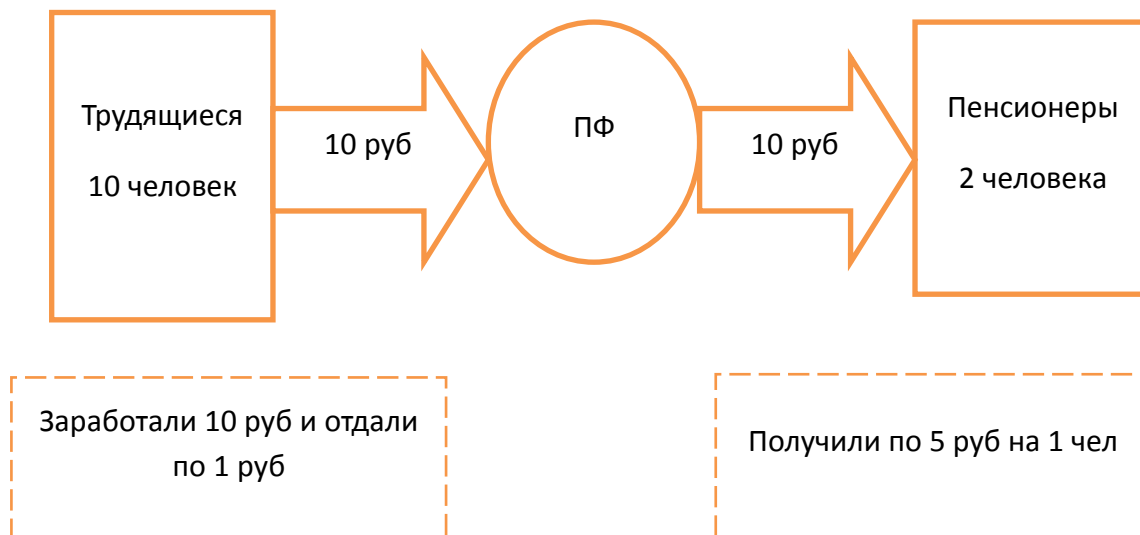 Трудящиеся
10 человек
10 руб
ПФ
10 руб
Пенсионеры
2 человека
Заработали 10 руб и отдали
по 1 руб
Получили по 5 руб на 1 чел